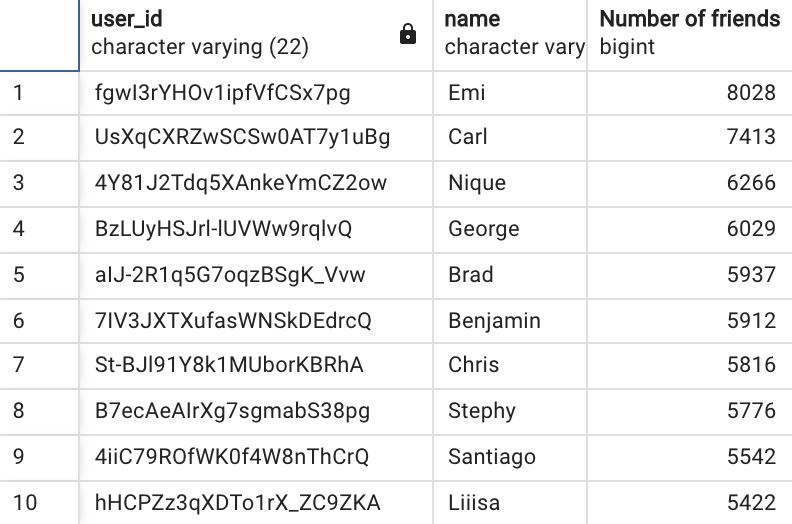 user_id name Number of friends
character varying (22) character vary bigint
1 fgwI3rYHOv1ipfVfCSx7pg Emi 8028
2 UsXqCXRZwSCSw0AT7y1uBg Carl 7413
3 4Y81J2Tdq5XAnkeYmCZ2ow Nique 6266
4 BzLUyHSJrl-lUVWw9rqlvQ George 6029
5 aIJ-2R1q5G7oqzBSgK_Vvw Brad 5937
6 7IV3JXTXufasWNSkDEdrcQ Benjamin 5912
7 St-BJl91Y8k1MUborKBRhA Chris 5816
8 B7ecAeAIrXg7sgmabS38pg Stephy 5776
9 4iiC79ROfWK0f4W8nThCrQ Santiago 5542
10 hHCPZz3qXDTo1rX_ZC9ZKA Liiisa 5422